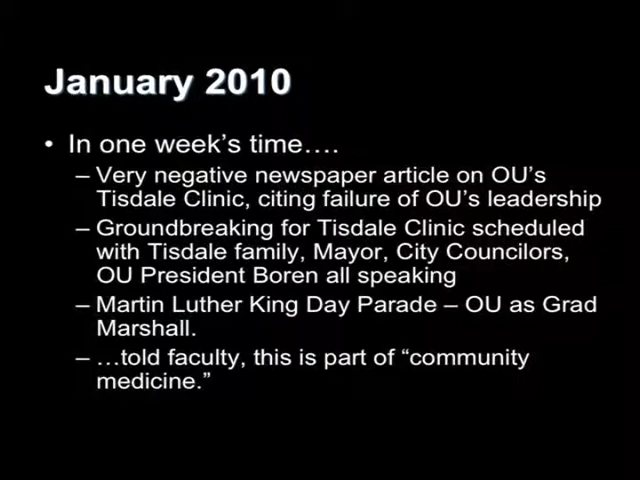 January 2010
• In one week's time….
– Very negative newspaper article on OU's
Tisdale Clinic, citing failure of OU's leadership
– Groundbreaking for Tisdale Clinic scheduled
with Tisdale family, Mayor, City Councilors,
OU President Boren all speaking
– Martin Luther King Day Parade – OU as Grad
Marshall.
– …told faculty, this is part of “community
medicine.”